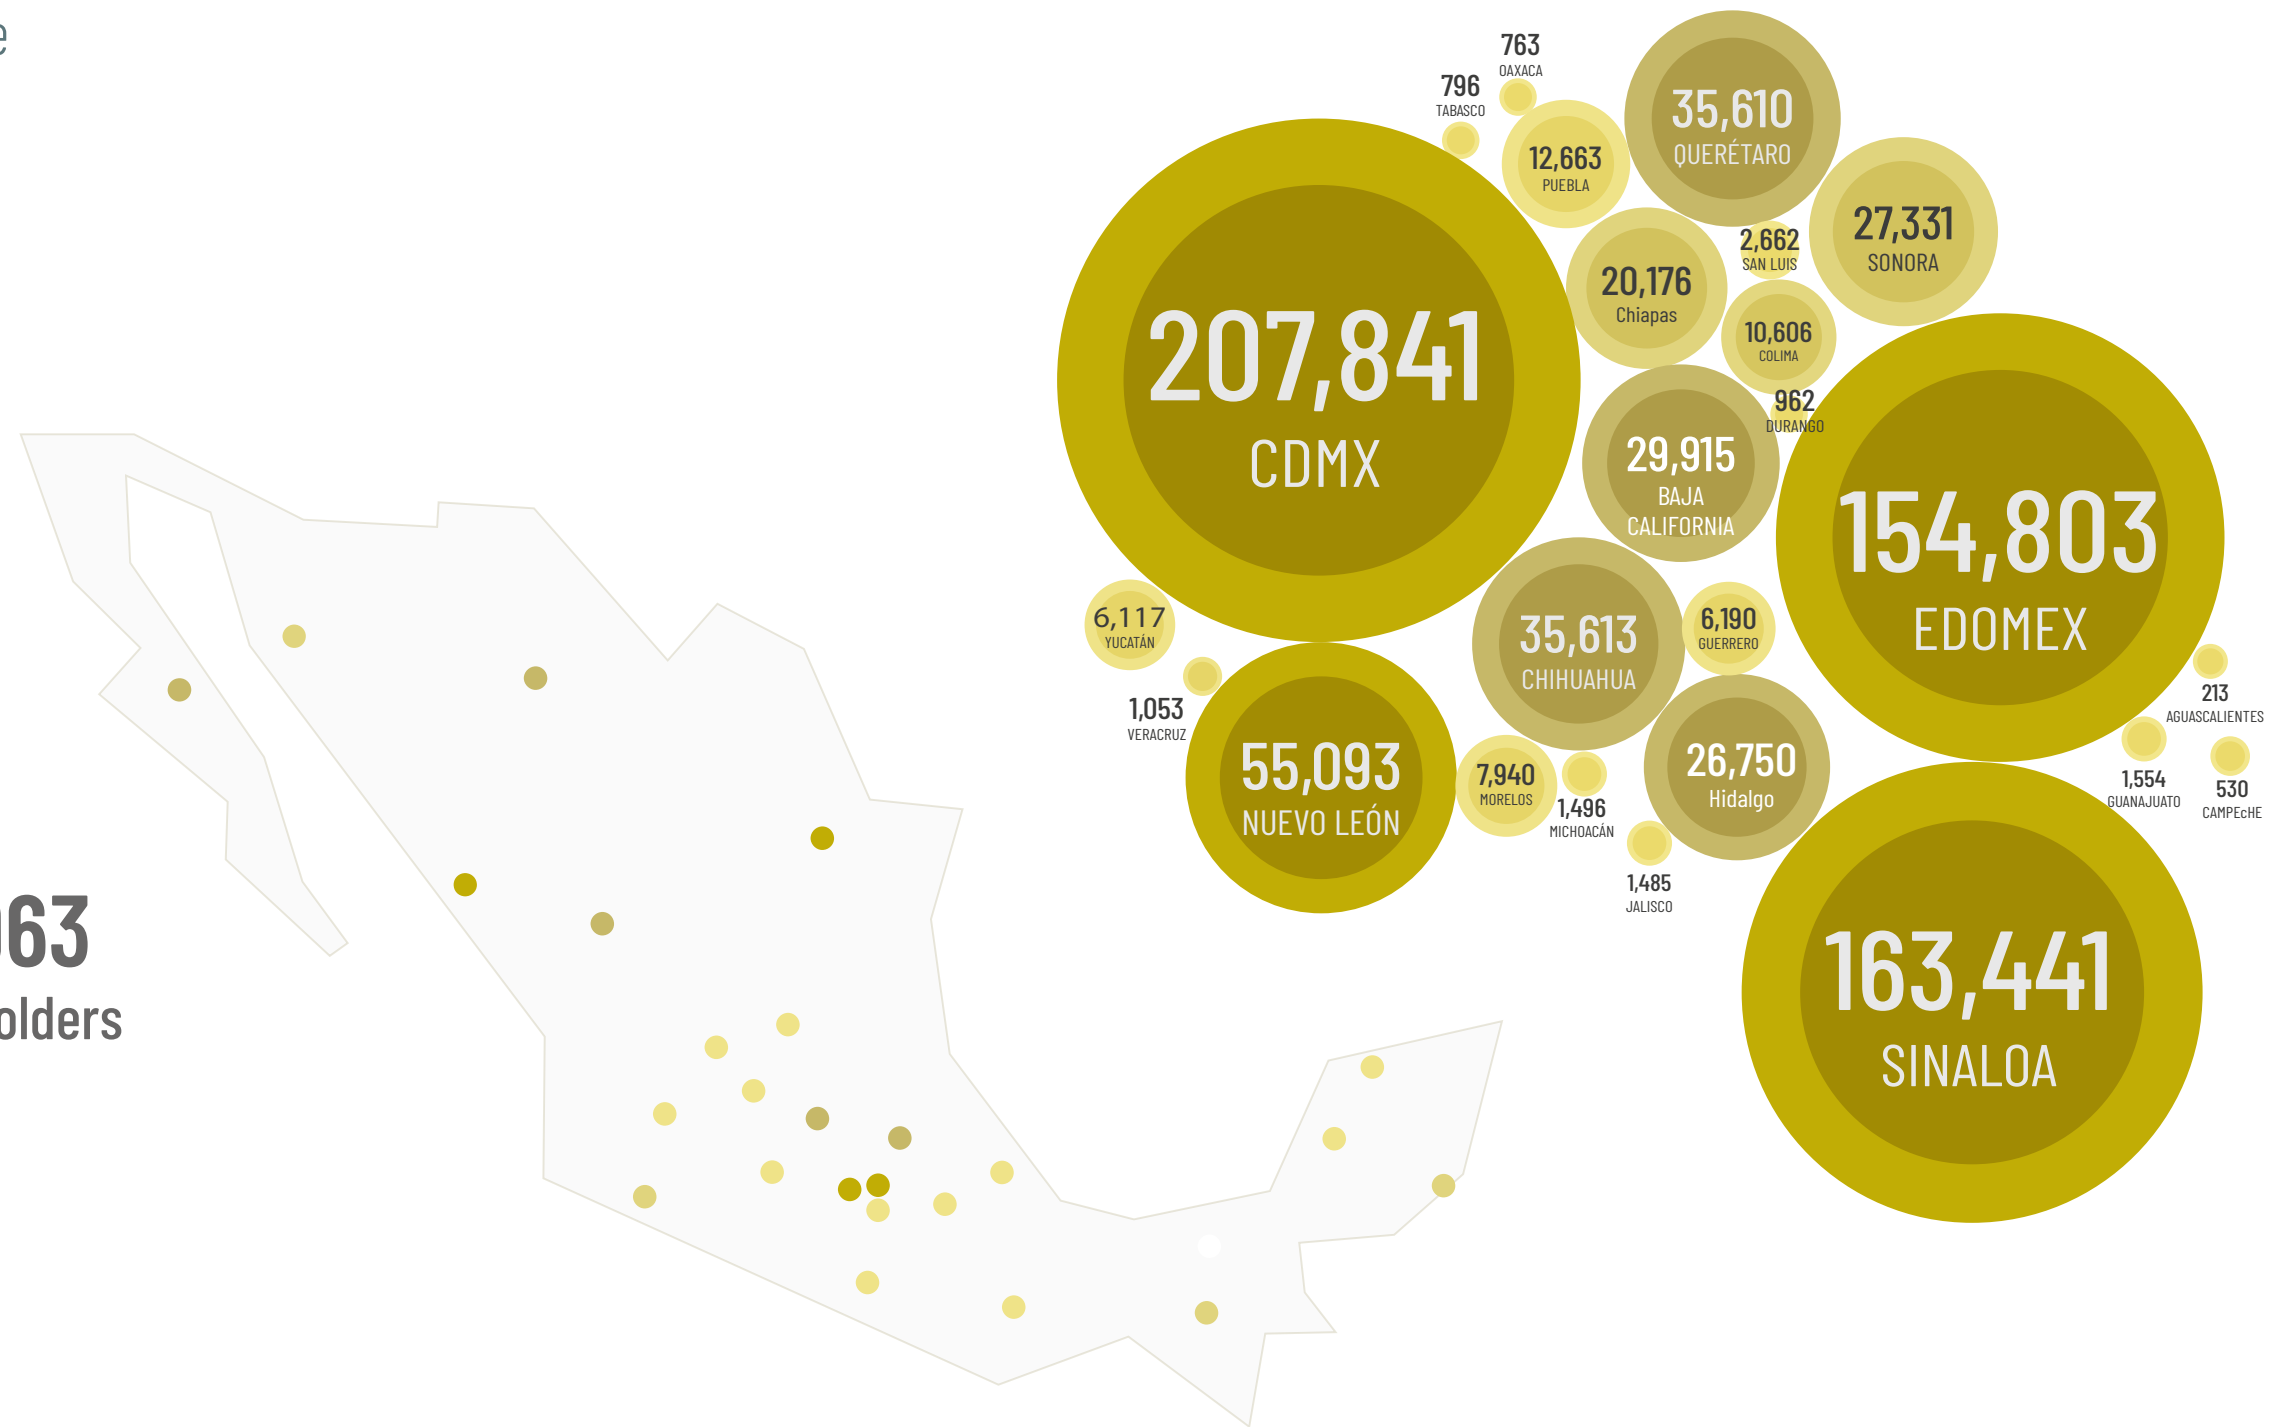 763
OAXACA
796
TABASCO
35,610
QUERÉTARO
12,663
PUEBLA
27,331
SONORA
2,662
SAN LUIS
20,176
Chiapas
10,606
COLIMA
207,841
CDMX
962
DURANGO
29,915
BAJA
CALIFORNIA
154,803
EDOMEX
6,117
YUCATÁN
35,613
CHIHUAHUA
6,190
GUERRERO
1,053
VERACRUZ
213
AGUASCALIENTES
55,093
NUEVO LEÓN
7,940
MORELOS
1,496
MICHOACÁN
26,750
Hidalgo
1,554
GUANAJUATO
530
CAMPEcHE
1,485
JALISCO
163,441
SINALOA
63
olders